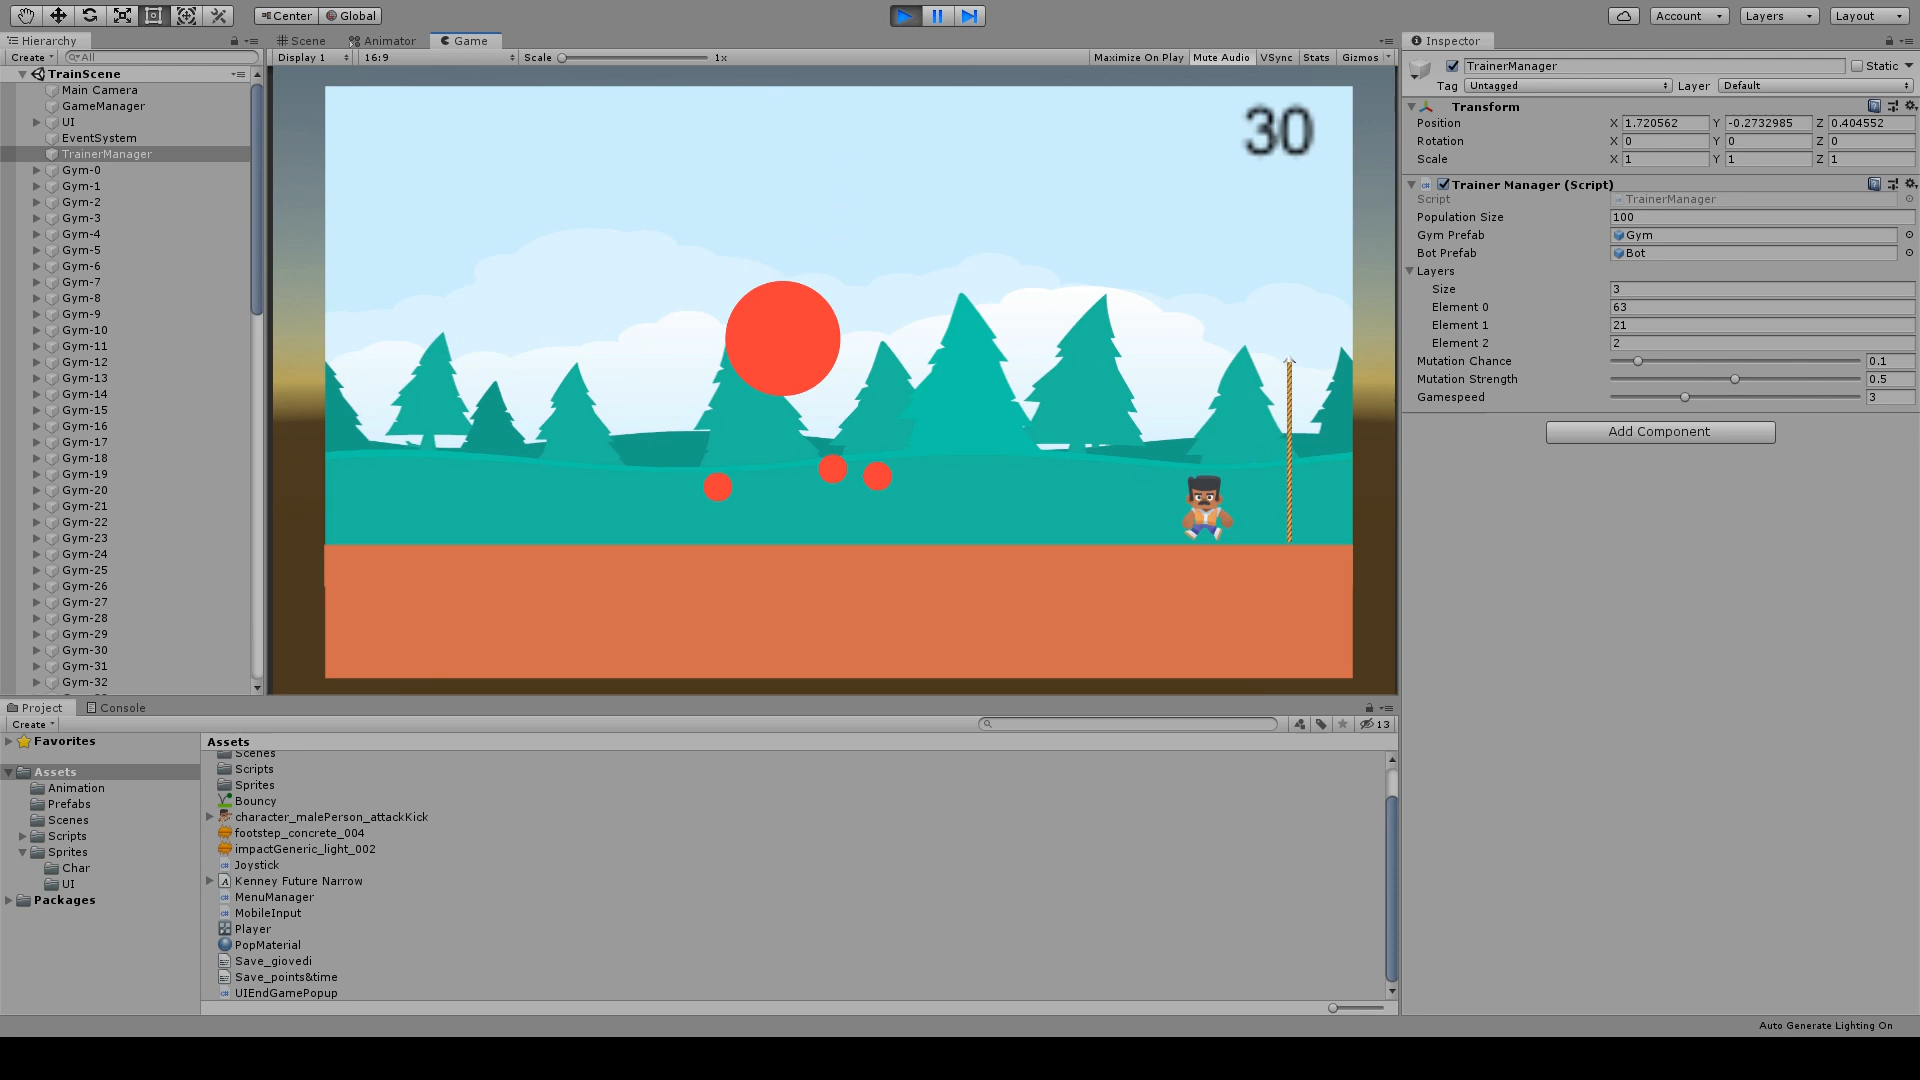 Center Global Account Layers Layout
Hierarchy Scene Animator Game Inspector
Create All Display 1 16:9 Scale 1x Maximize On Play Mute Audio VSync Stats Gizmos
TrainerManager Static
Tag Untagged Layer Default
TrainScene
Main Camera
GameManager
UI
EventSystem
TrainerManager
Gym-0
Gym-1
Gym-2
Gym-3
Gym-4
Gym-5
Gym-6
Gym-7
Gym-8
Gym-9
Gym-10
Gym-11
Gym-12
Gym-13
Gym-14
Gym-15
Gym-16
Gym-17
Gym-18
Gym-19
Gym-20
Gym-21
Gym-22
Gym-23
Gym-24
Gym-25
Gym-26
Gym-27
Gym-28
Gym-29
Gym-30
Gym-31
Gym-32
30
Transform
Position X 1.720562 Y -0.2732985 Z 0.404552
Rotation X 0 Y 0 Z 0
Scale X 1 Y 1 Z 1
Trainer Manager (Script)
Script TrainerManager
Population Size 100
Gym Prefab Gym
Bot Prefab Bot
Layers
Size 3
Element 0 63
Element 1 21
Element 2 2
Mutation Chance 0.1
Mutation Strength 0.5
Gamespeed 3
Add Component
Project Console
Create 13
Favorites
Assets
Animation
Prefabs
Scenes
Scripts
Sprites
Char
UI
Packages
Assets
Scenes
Scripts
Sprites
Bouncy
character_malePerson_attackKick
footstep_concrete_004
impactGeneric_light_002
Joystick
Kenney Future Narrow
MenuManager
MobileInput
Player
PopMaterial
Save_giovedi
Save_points&time
UIEndGamePopup
Auto Generate Lighting On